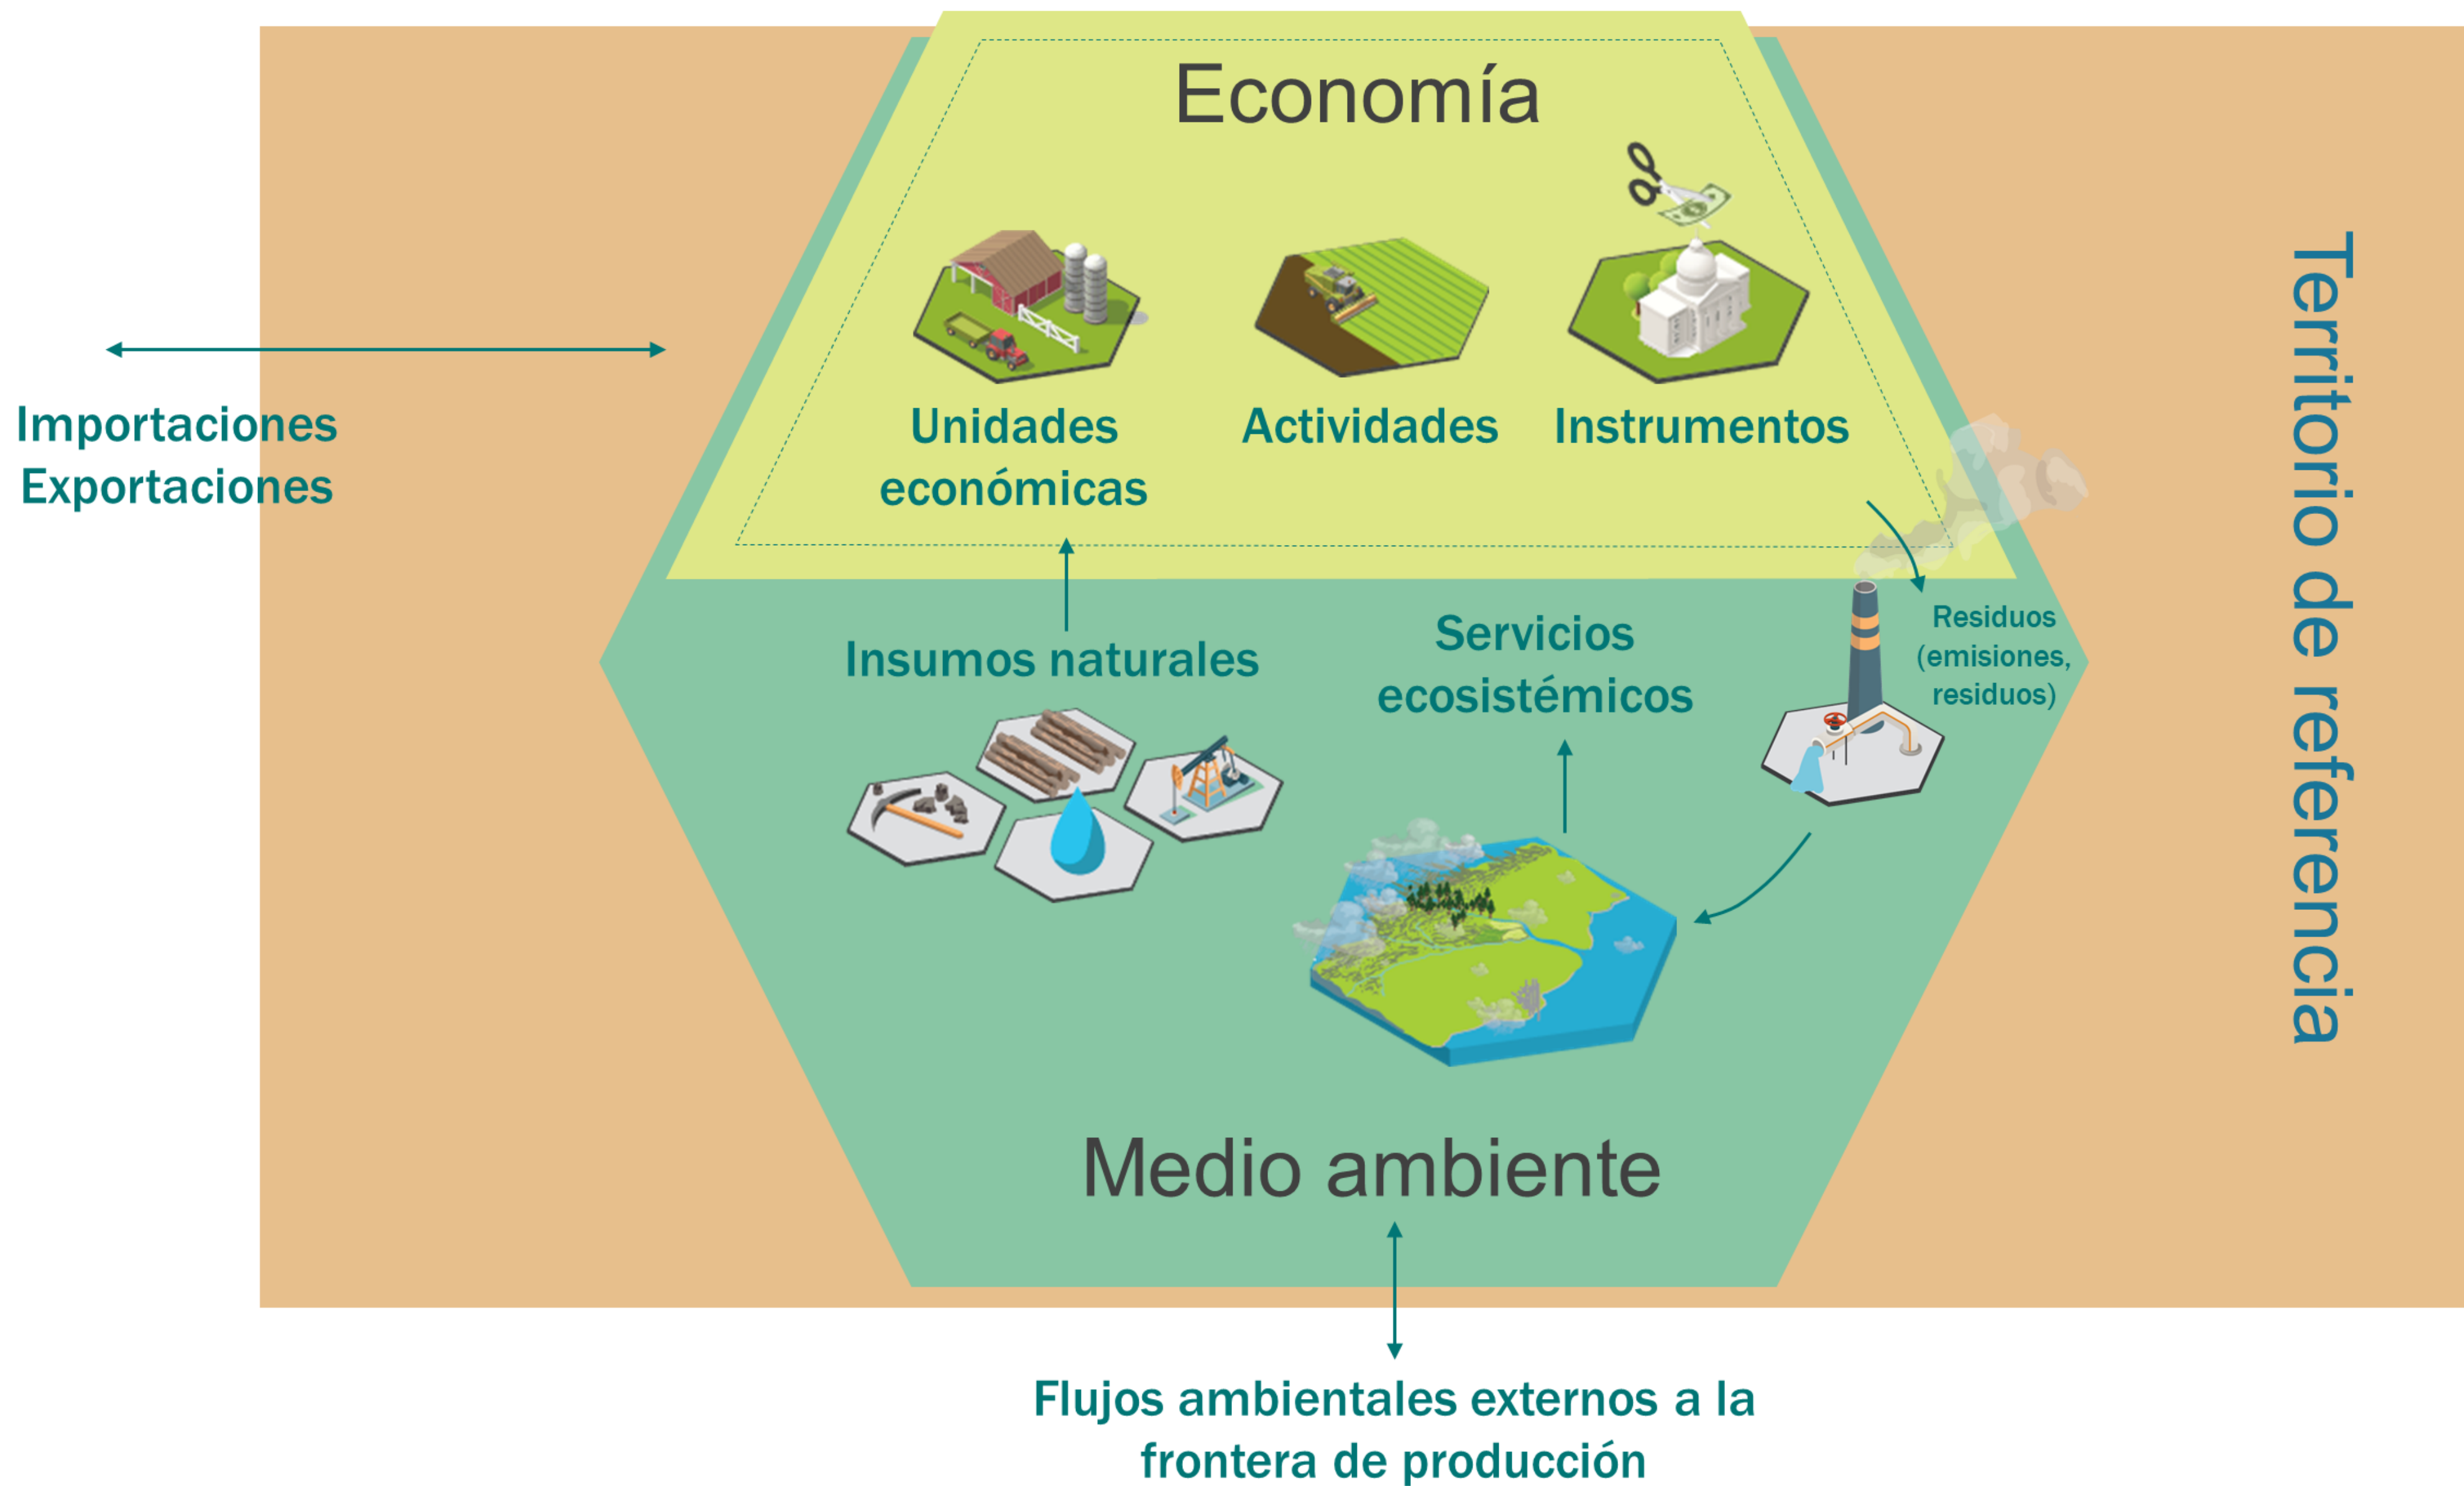 Economía
Unidades
económicas
Actividades
Instrumentos
Importaciones
Exportaciones
Insumos naturales
Servicios
ecosistémicos
Residuos
(emisiones,
residuos)
Territorio de referencia
Medio ambiente
Flujos ambientales externos a la
frontera de producción